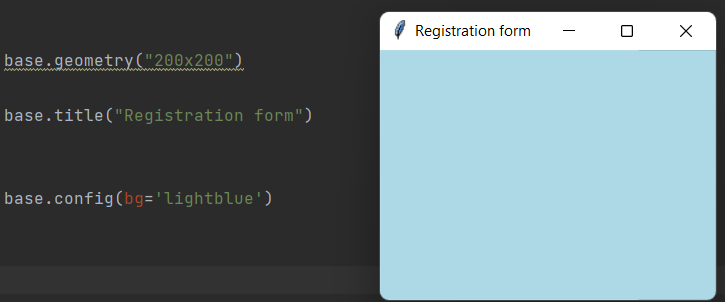 base.geometry("200x200")
base.title("Registration form")
base.config(bg='lightblue')
Registration form